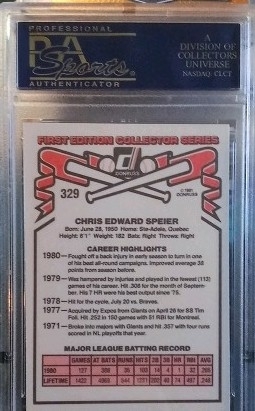 PROFESSIONAL
PSA
Sports
AUTHENTICATOR
A
DIVISION OF
COLLECTORS
UNIVERSE
NASDAQ: CLCT
FIRST EDITION COLLECTOR SERIES
DONRUSS
© 1981
DONRUSS
329
CHRIS EDWARD SPEIER
Born: June 28, 1950 Home: Ste-Adele, Quebec
Height: 6'1" Weight: 182 Bats: Right Throws: Right
CAREER HIGHLIGHTS
1980—Fought off a back injury in early season to turn in one
of his best all-round campaigns. Improved average 38
points from season before.
1979—Was hampered by injuries and played in the fewest (113)
games of his career. Hit .308 for the month of Septem-
ber. His 7 HR were his best output since '75.
1978—Hit for the cycle, July 20 vs. Braves.
1977—Acquired by Expos from Giants on April 26 for SS Tim
Foli. Hit .252 in 150 games with 51 RBI for Montreal.
1971—Broke into majors with Giants and hit .357 with four runs
scored in NL playoffs that year.
MAJOR LEAGUE BATTING RECORD
GAMES AT BATS RUNS HITS 2B 3B HR RBI AVG
1980 127
LIFETIME 1422